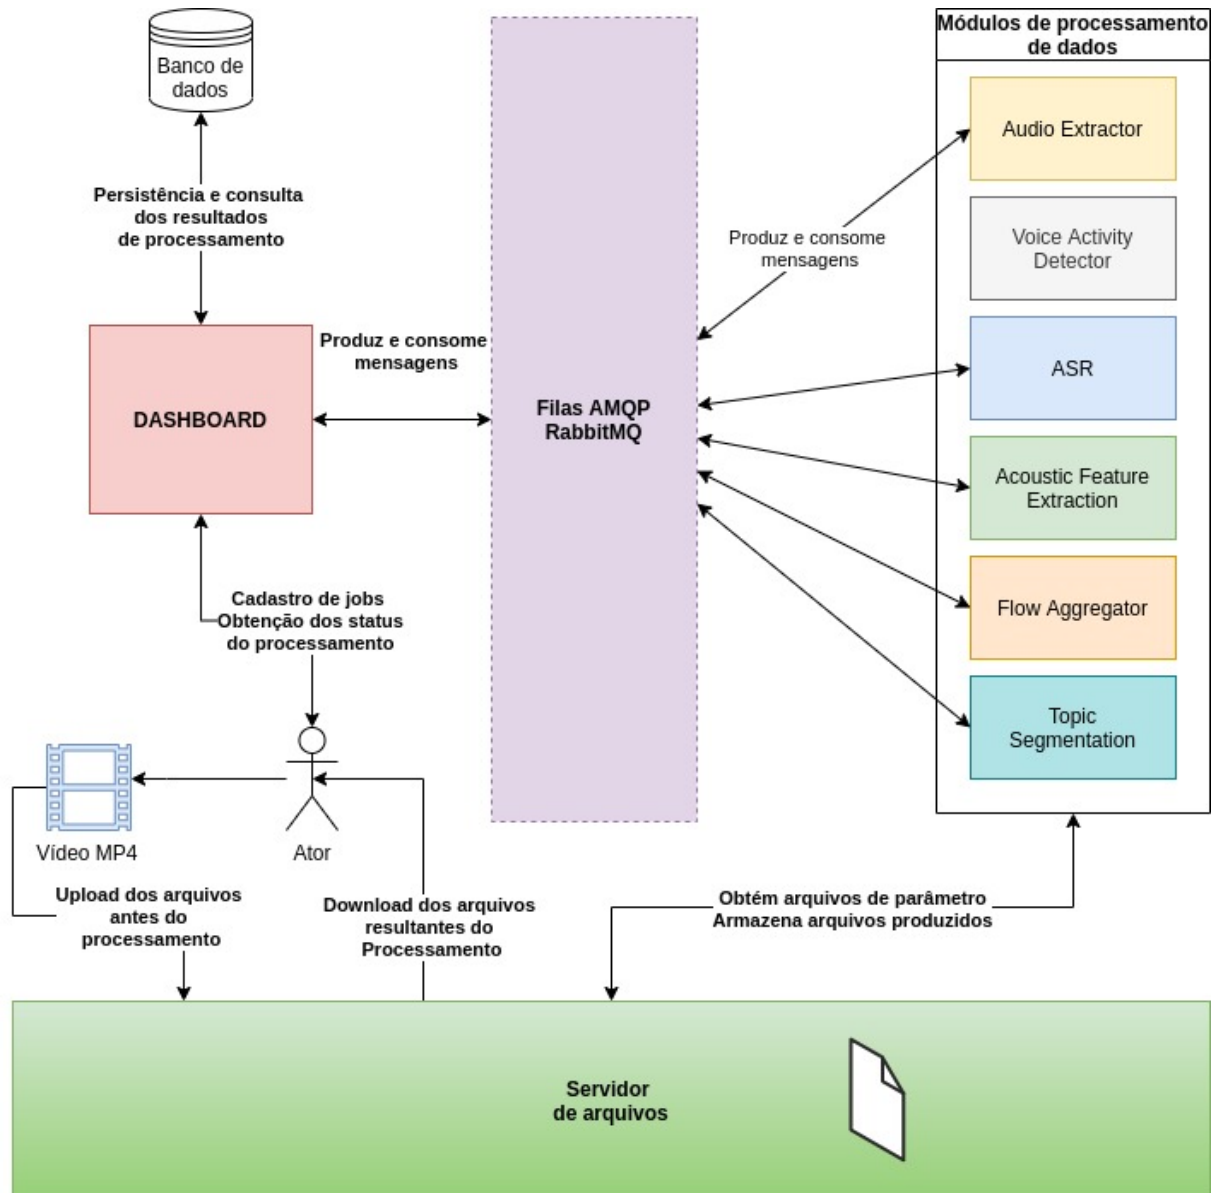 Banco de
dados
Persistência e consulta
dos resultados
de processamento
DASHBOARD
Produz e consome
mensagens
Filas AMQP
RabbitMQ
Produz e consome
mensagens
Módulos de processamento
de dados
Audio Extractor
Voice Activity
Detector
ASR
Acoustic Feature
Extraction
Flow Aggregator
Topic
Segmentation
Cadastro de jobs
Obtenção dos status
do processamento
Vídeo MP4
Ator
Upload dos arquivos
antes do
processamento
Download dos arquivos
resultantes do
Processamento
Obtém arquivos de parâmetro
Armazena arquivos produzidos
Servidor
de arquivos